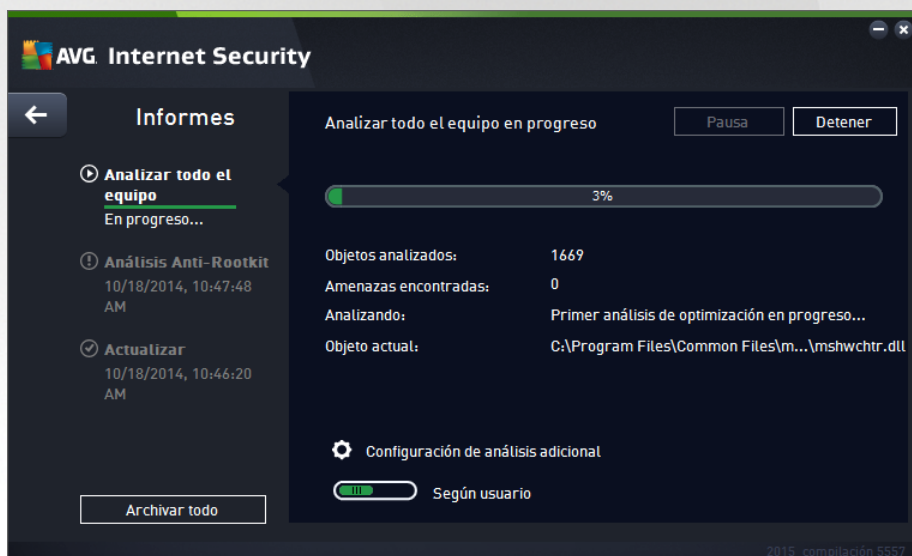 AVG. Internet Security
Informes
Analizar todo el
equipo
En progreso...
Análisis Anti-Rootkit
10/18/2014, 10:47:48
AM
Actualizar
10/18/2014, 10:46:20
AM
Archivar todo
Analizar todo el equipo en progreso
Pausa
Detener
3%
Objetos analizados: 1669
Amenazas encontradas: 0
Analizando: Primer análisis de optimización en progreso...
Objeto actual: C:\Program Files\Common Files\m...\mshwchtr.dll
Configuración de análisis adicional
Según usuario
2015 compilación 5557